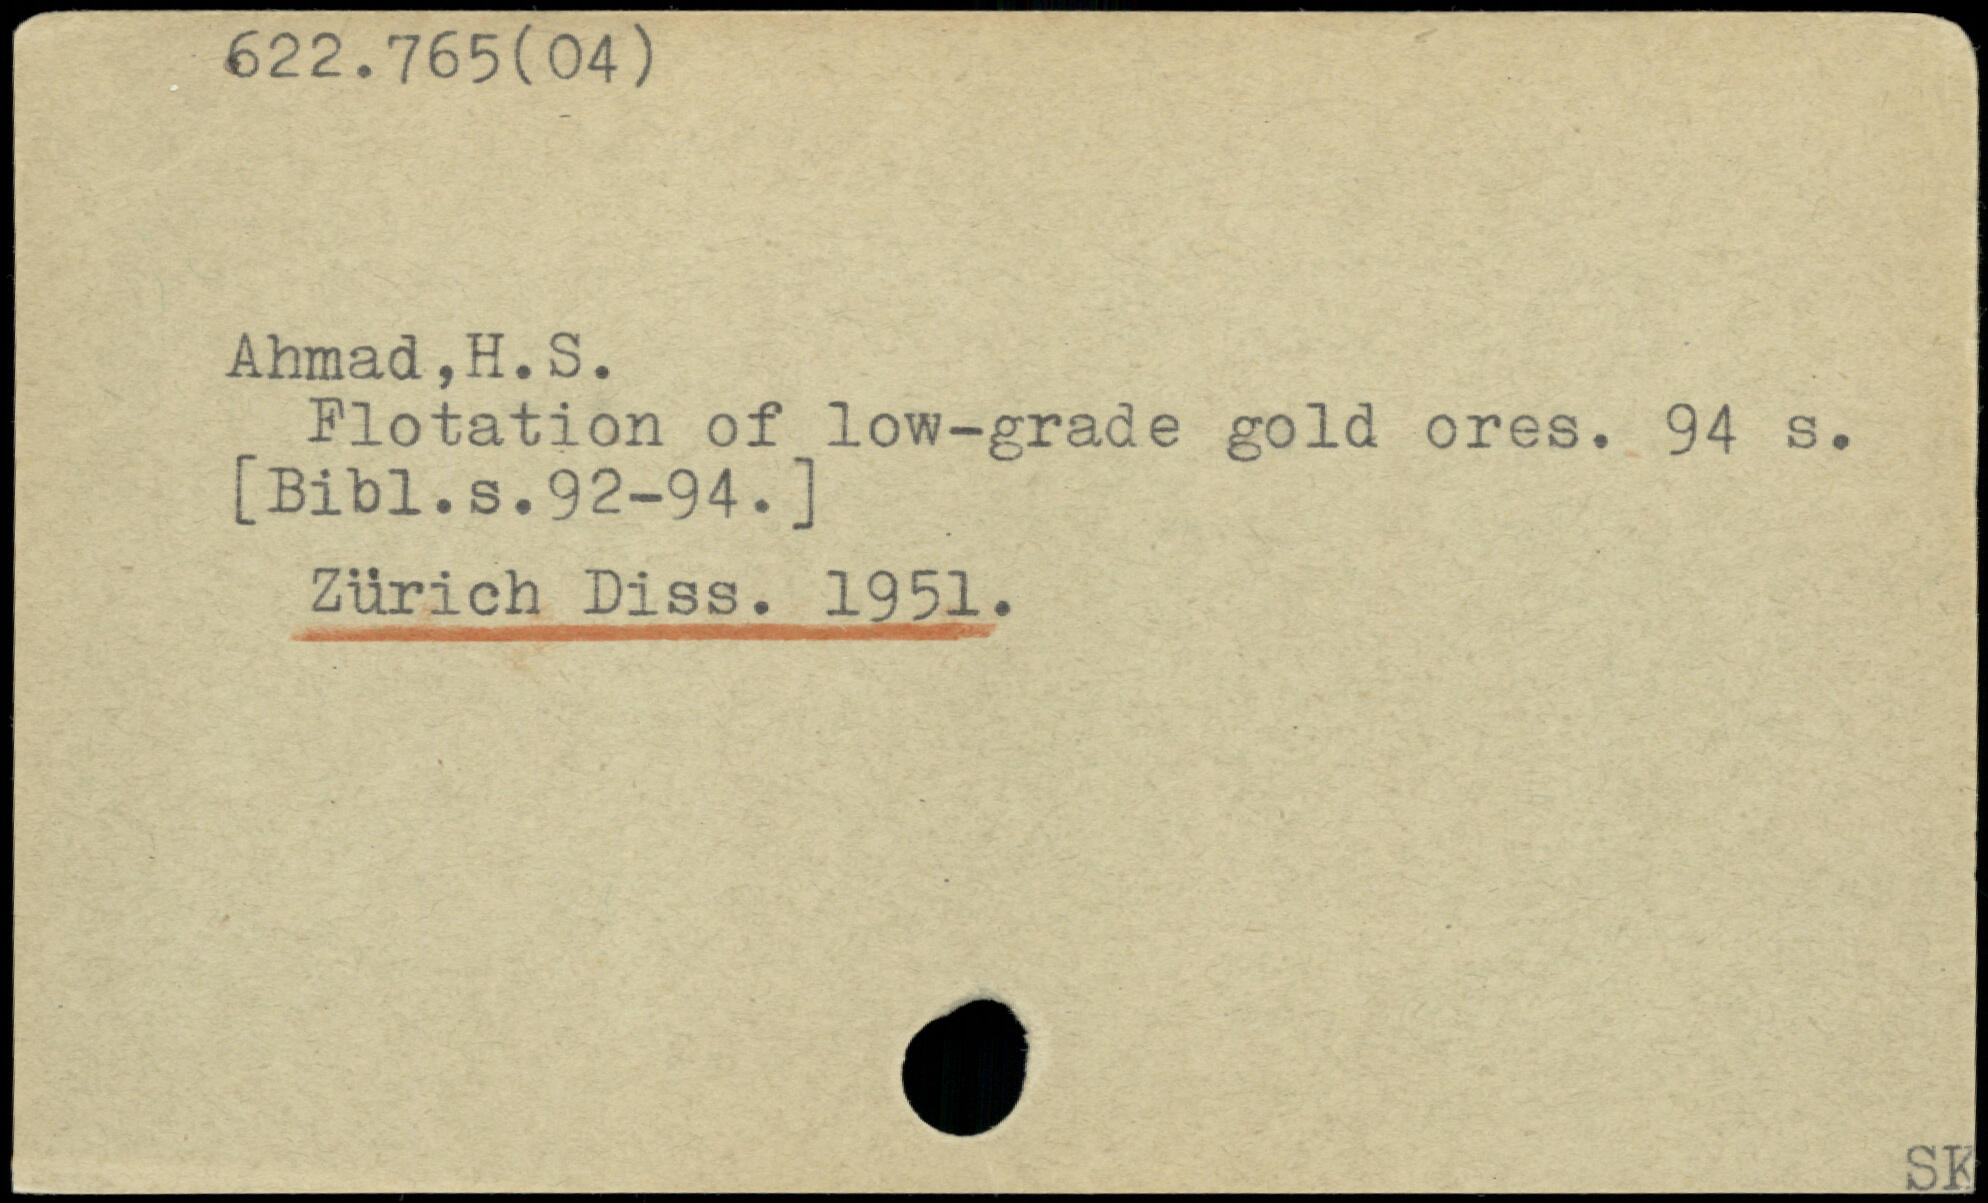 622.765(04)
Ahmad,H.S.
Flotation of low-grade gold ores. 94 s.
[Bibl.s.92-94.]
Zürich Diss. 1951.
SK